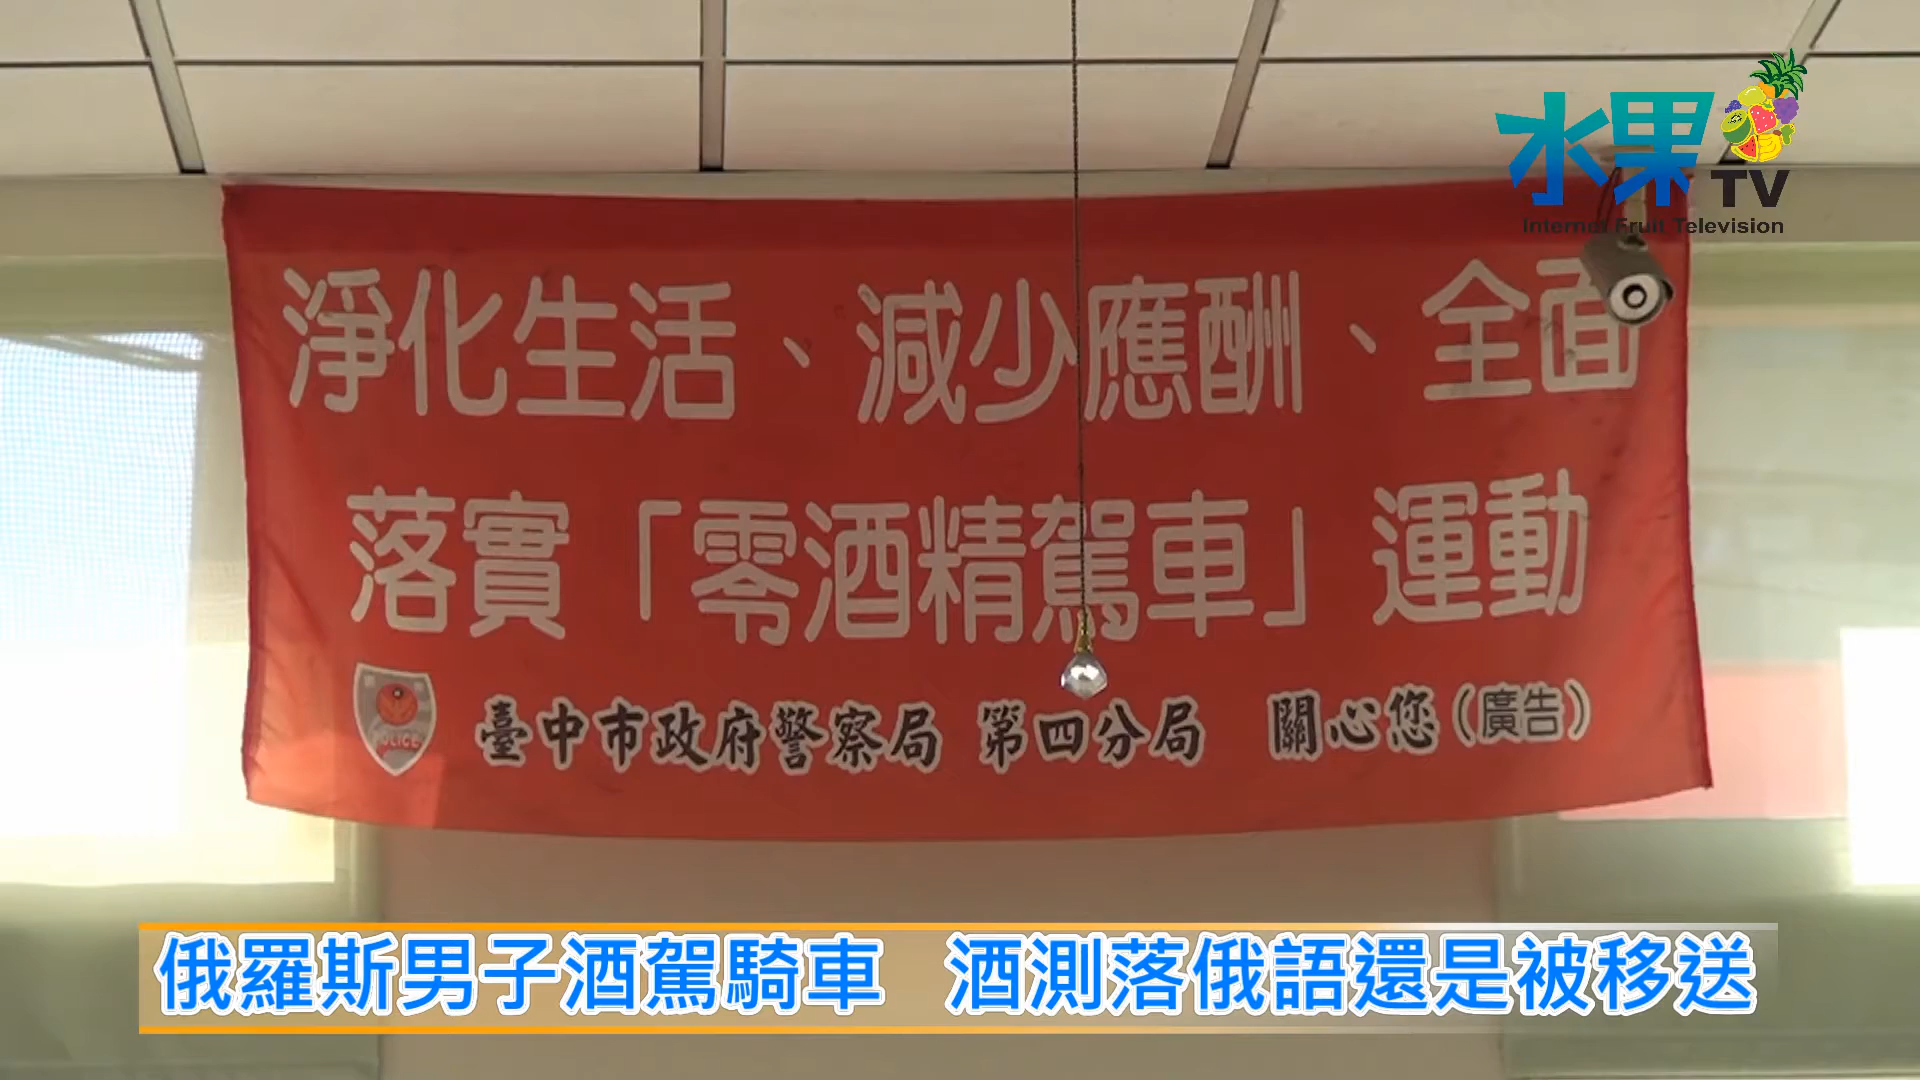 水果TV
Internet Fruit Television
淨化生活、減少應酬、全面
落實「零酒精駕車」運動
POLICE
臺中市政府警察局 第四分局 關心您(廣告)
俄羅斯男子酒駕騎車 酒測落俄語還是被移送